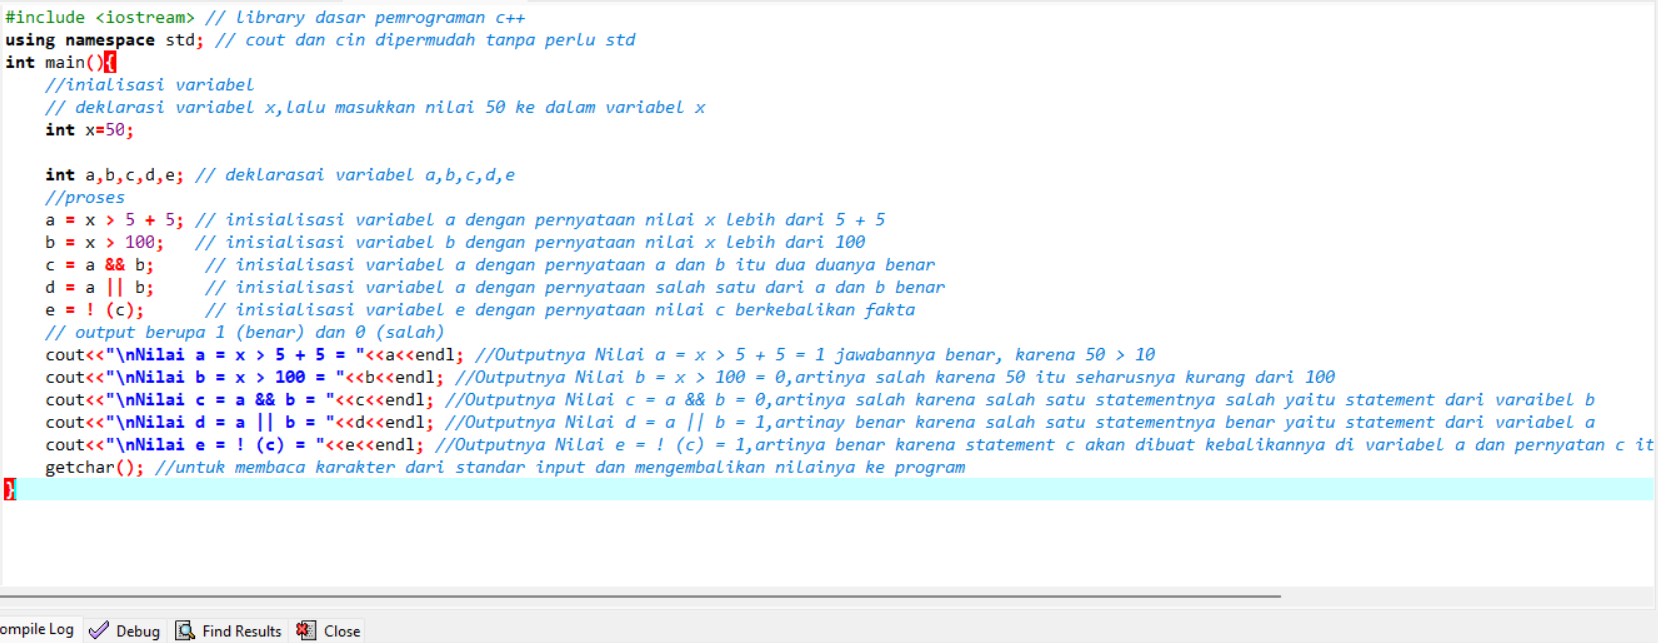 #include <iostream> // library dasar pemrograman c++
using namespace std; // cout dan cin dipermudah tanpa perlu std
int main(){
//inialisasi variabel
// deklarasi variabel x,lalu masukkan nilai 50 ke dalam variabel x
int x=50;
int a,b,c,d,e; // deklarasai variabel a,b,c,d,e
//proses
a = x > 5 + 5; // inisialisasi variabel a dengan pernyataan nilai x lebih dari 5 + 5
b = x > 100; // inisialisasi variabel b dengan pernyataan nilai x lebih dari 100
c = a && b; // inisialisasi variabel a dengan pernyataan a dan b itu dua duanya benar
d = a || b; // inisialisasi variabel a dengan pernyataan salah satu dari a dan b benar
e = ! (c); // inisialisasi variabel e dengan pernyataan nilai c berkebalikan fakta
// output berupa 1 (benar) dan 0 (salah)
cout<<"\nNilai a = x > 5 + 5 = "<<a<<endl; //Outputnya Nilai a = x > 5 + 5 = 1 jawabannya benar, karena 50 > 10
cout<<"\nNilai b = x > 100 = "<<b<<endl; //Outputnya Nilai b = x > 100 = 0,artinya salah karena 50 itu seharusnya kurang dari 100
cout<<"\nNilai c = a && b = "<<c<<endl; //Outputnya Nilai c = a && b = 0,artinya salah karena salah satu statementnya salah yaitu statement dari varaibel b
cout<<"\nNilai d = a || b = "<<d<<endl; //Outputnya Nilai d = a || b = 1,artinay benar karena salah satu statementnya benar yaitu statement dari variabel a
cout<<"\nNilai e = ! (c) = "<<e<<endl; //Outputnya Nilai e = ! (c) = 1,artinya benar karena statement c akan dibuat kebalikannya di variabel a dan pernyatan c it
getchar(); //untuk membaca karakter dari standar input dan mengembalikan nilainya ke program
}
ompile Log Debug Find Results Close